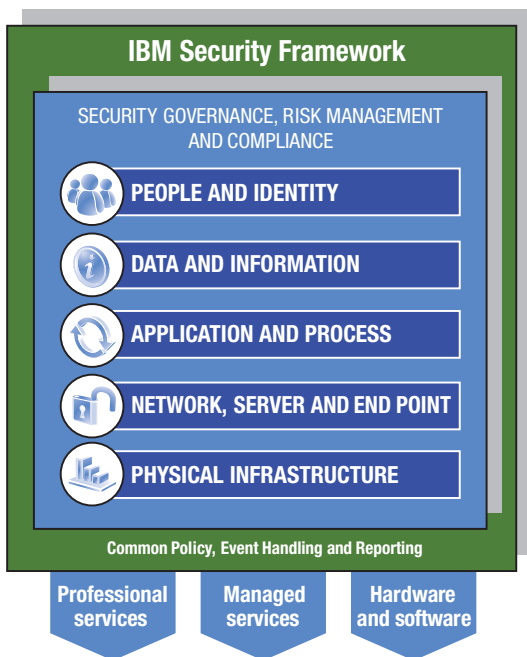 IBM Security Framework
SECURITY GOVERNANCE, RISK MANAGEMENT
AND COMPLIANCE
PEOPLE AND IDENTITY
DATA AND INFORMATION
APPLICATION AND PROCESS
NETWORK, SERVER AND END POINT
PHYSICAL INFRASTRUCTURE
Common Policy, Event Handling and Reporting
Professional
services
Managed
services
Hardware
and software